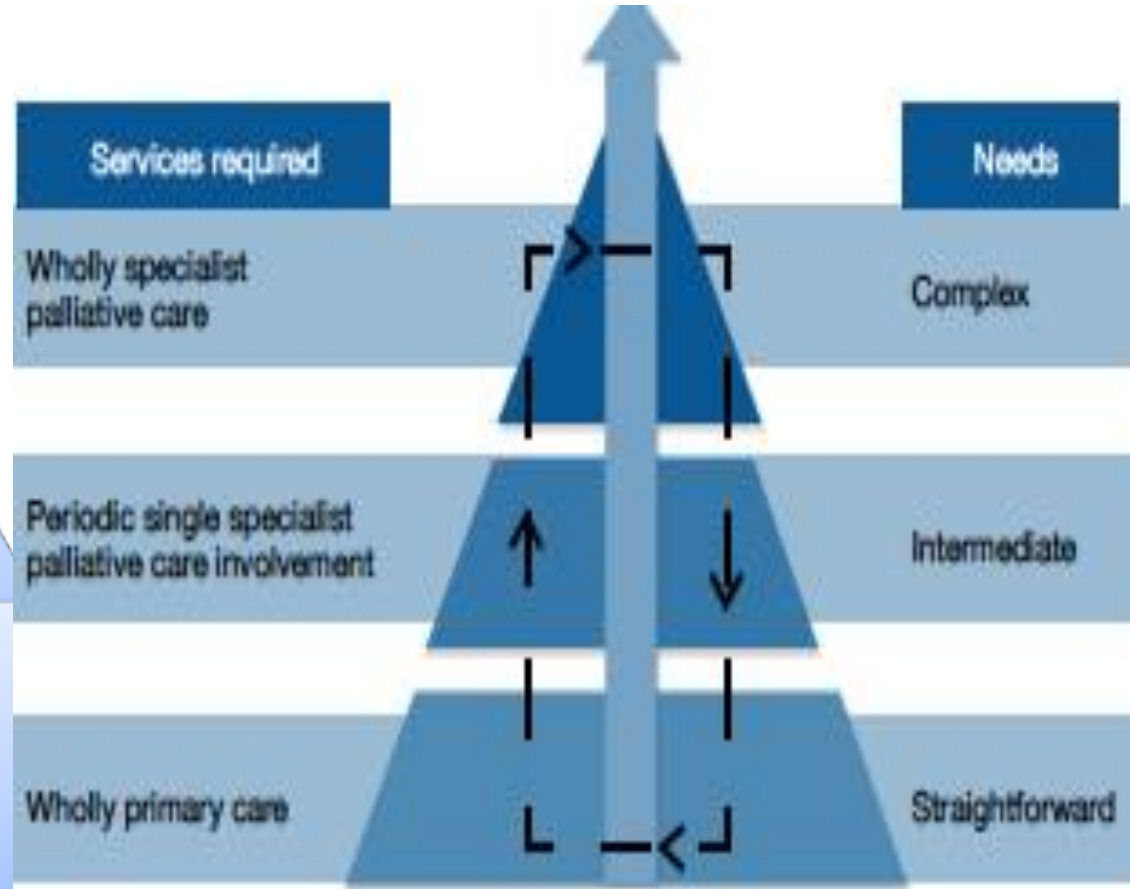 Services required
Needs
Wholly specialist
palliative care
Complex
Periodic single specialist
palliative care involvement
Intermediate
Wholly primary care
Straightforward